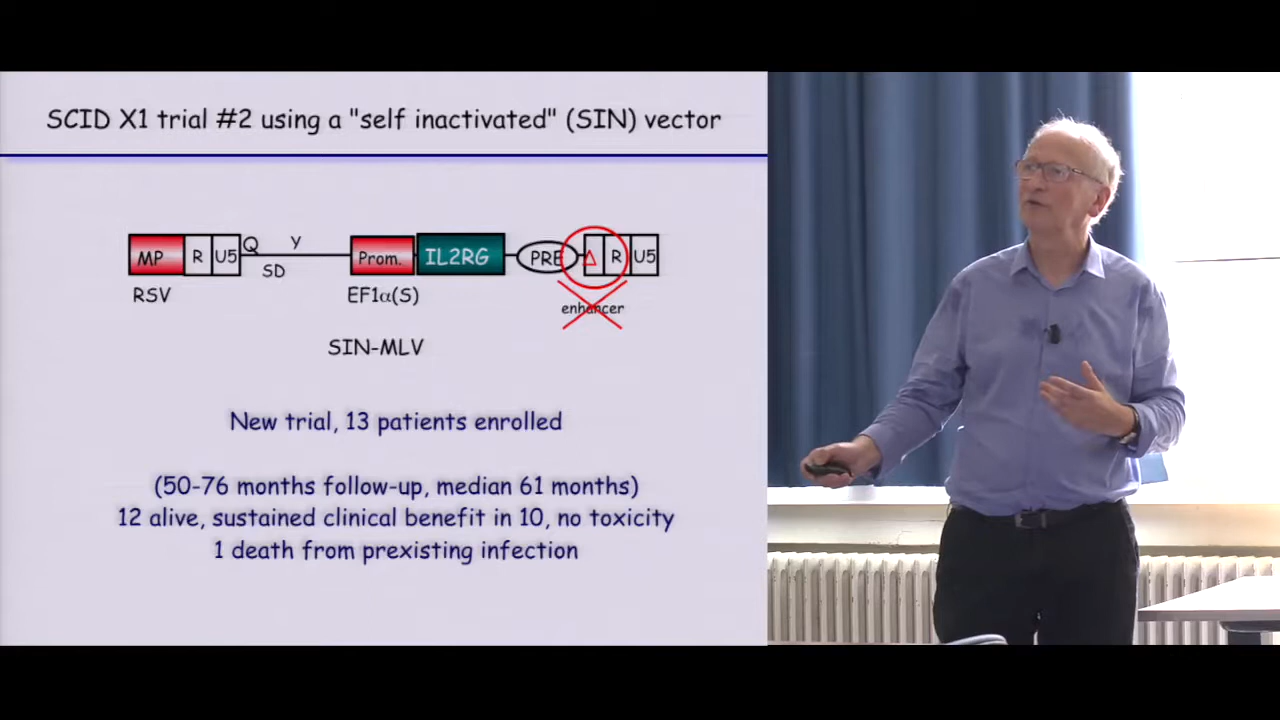 SCID X1 trial #2 using a "self inactivated" (SIN) vector
MP R U5 Q Y Prom. IL2RG PRE Δ R U5
SD
RSV EF1α(S) enhancer
SIN-MLV
New trial, 13 patients enrolled
(50-76 months follow-up, median 61 months)
12 alive, sustained clinical benefit in 10, no toxicity
1 death from prexisting infection